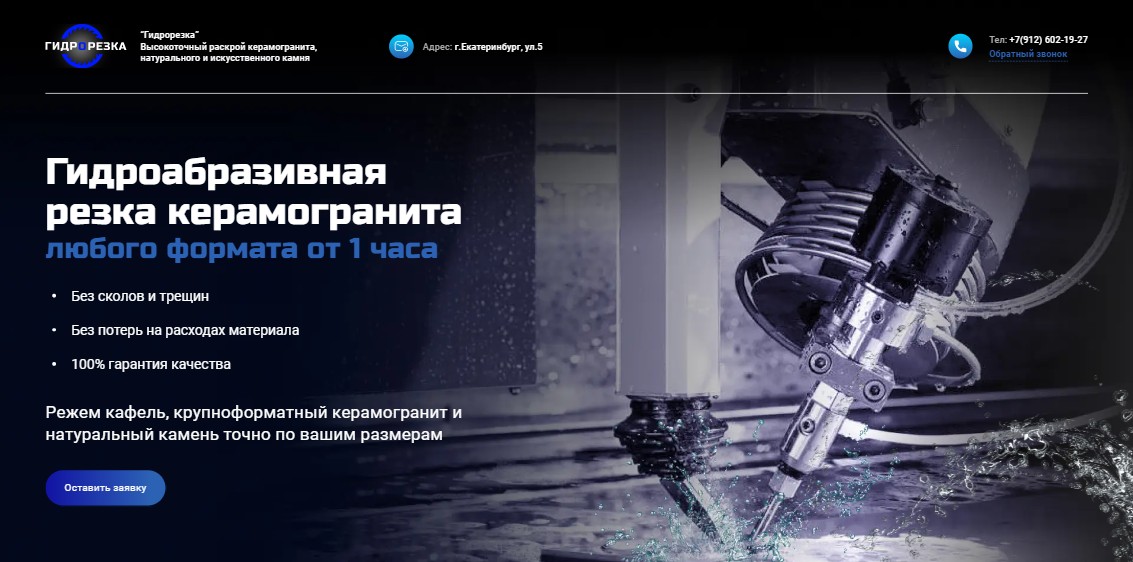 ГИДРОРЕЗКА
"Гидрорезка"
Высокоточный раскрой керамогранита,
натурального и искусственного камня
Адрес: г.Екатеринбург, ул.5
Тел: +7(912) 602-19-27
Обратный звонок
Гидроабразивная
резка керамогранита
любого формата от 1 часа
• Без сколов и трещин
• Без потерь на расходах материала
• 100% гарантия качества
Режем кафель, крупноформатный керамогранит и
натуральный камень точно по вашим размерам
Оставить заявку